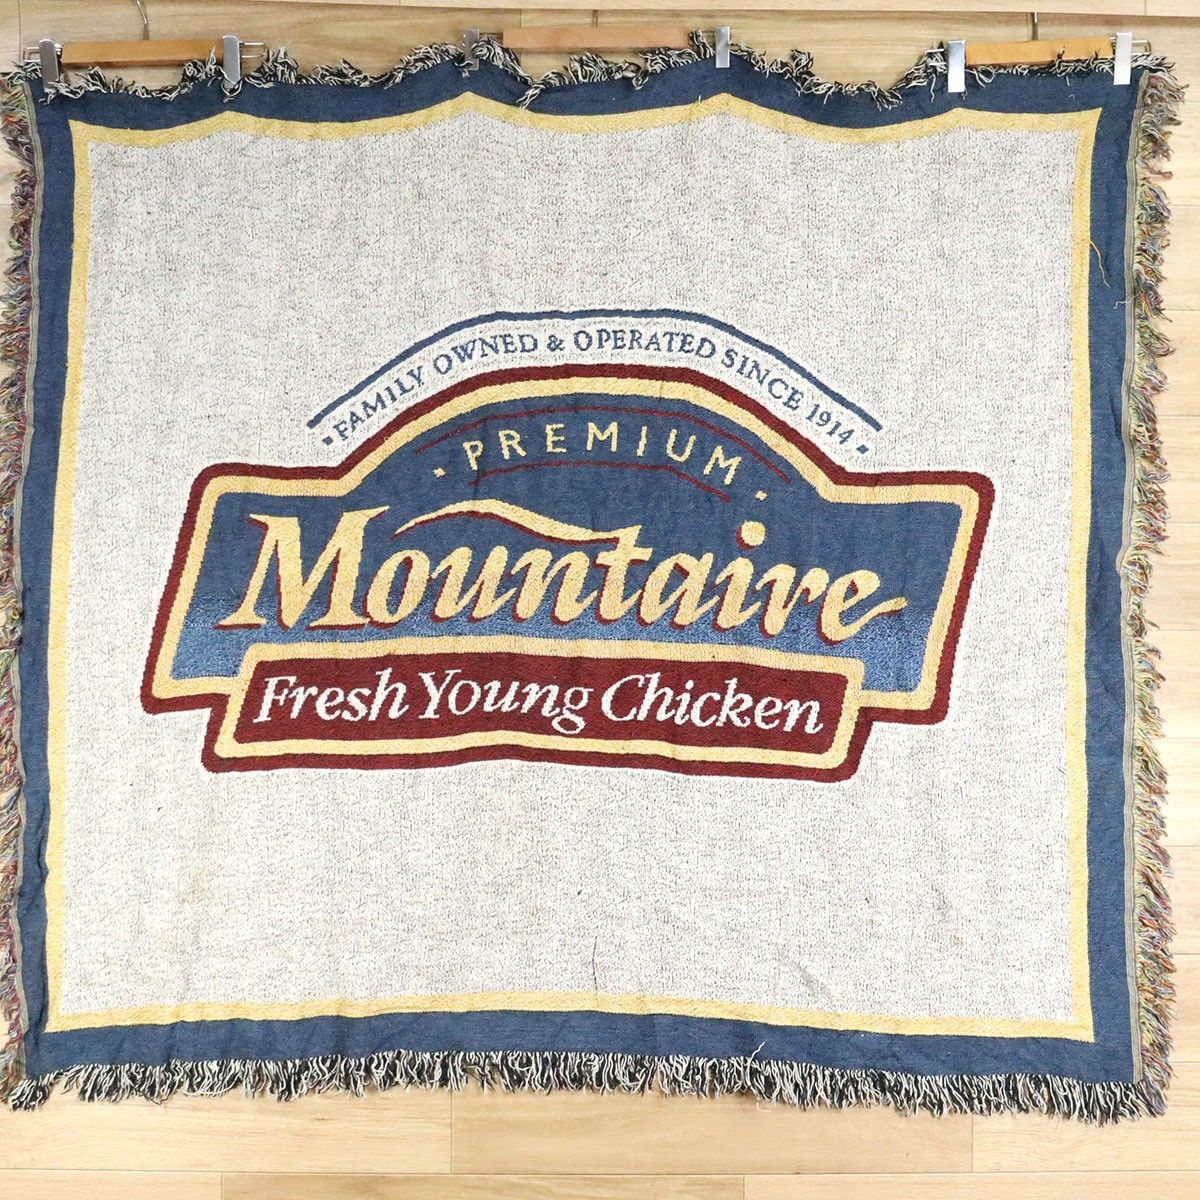 FAMILY OWNED & OPERATED SINCE 1914
PREMIUM
Mountaire
Fresh Young Chicken